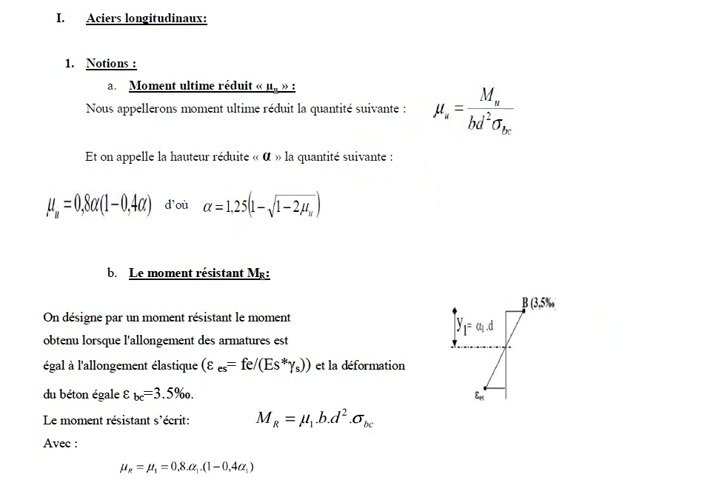 I. Aciers longitudinaux:
1. Notions :
a. Moment ultime réduit « μu » :
Nous appellerons moment ultime réduit la quantité suivante : μu = Mu / bd²σbc
Et on appelle la hauteur réduite « α » la quantité suivante :
μu = 0,8α(1−0,4α) d'où α = 1,25(1−√1−2μu)
b. Le moment résistant MR:
On désigne par un moment résistant le moment
obtenu lorsque l'allongement des armatures est
égal à l'allongement élastique (ε es= fe/(Es*γs)) et la déformation
du béton égale ε bc=3.5‰.
B (3,5‰
y1= α1.d
εes
Le moment résistant s'écrit: MR = μ1.b.d².σbc
Avec :
μR = μ1 = 0,8.α1.(1−0,4α1)